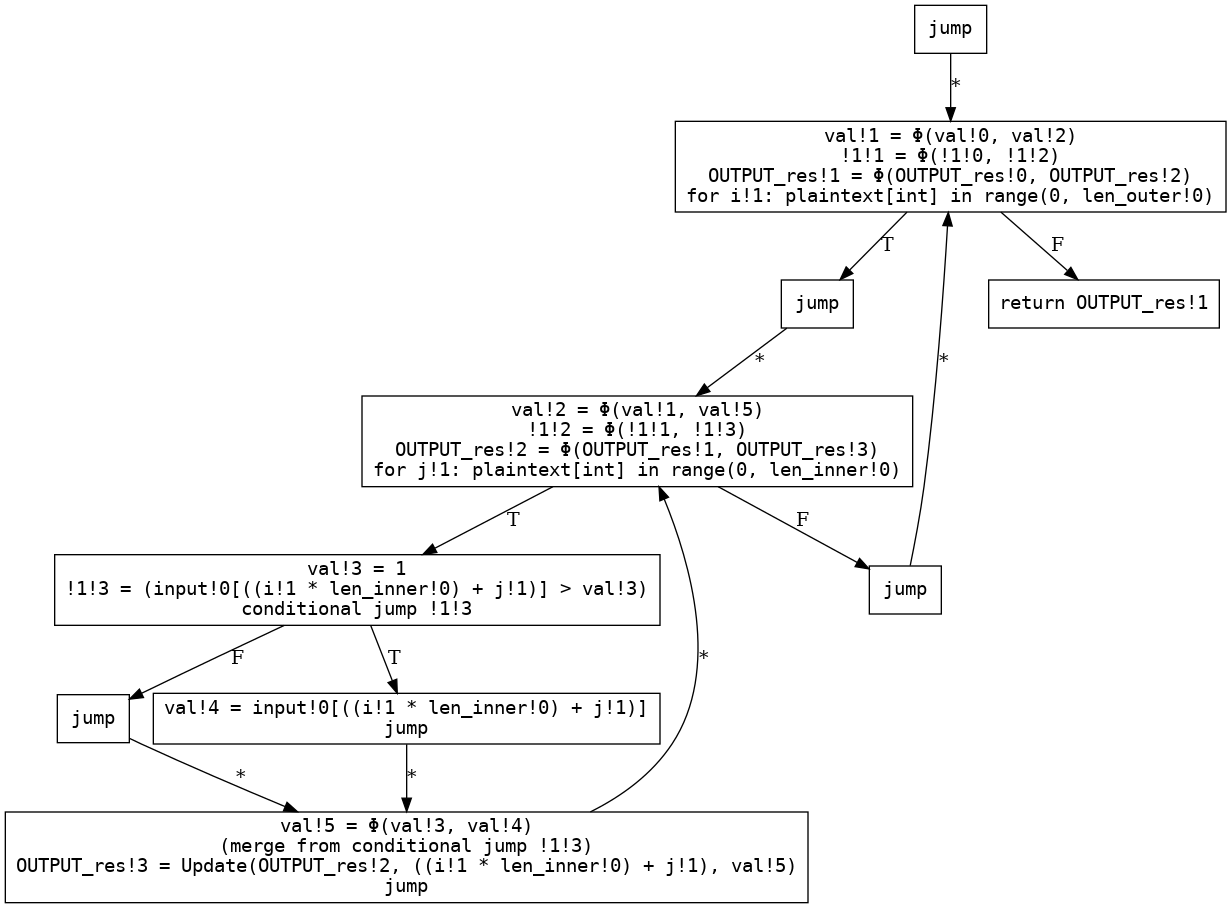 jump
*
val!1 = Φ(val!0, val!2)
!1!1 = Φ(!1!0, !1!2)
OUTPUT_res!1 = Φ(OUTPUT_res!0, OUTPUT_res!2)
for i!1: plaintext[int] in range(0, len_outer!0)
T
F
jump
return OUTPUT_res!1
*
*
val!2 = Φ(val!1, val!5)
!1!2 = Φ(!1!1, !1!3)
OUTPUT_res!2 = Φ(OUTPUT_res!1, OUTPUT_res!3)
for j!1: plaintext[int] in range(0, len_inner!0)
T
F
val!3 = 1
!1!3 = (input!0[((i!1 * len_inner!0) + j!1)] > val!3)
conditional jump !1!3
jump
F
T
*
jump
val!4 = input!0[((i!1 * len_inner!0) + j!1)]
jump
*
*
val!5 = Φ(val!3, val!4)
(merge from conditional jump !1!3)
OUTPUT_res!3 = Update(OUTPUT_res!2, ((i!1 * len_inner!0) + j!1), val!5)
jump